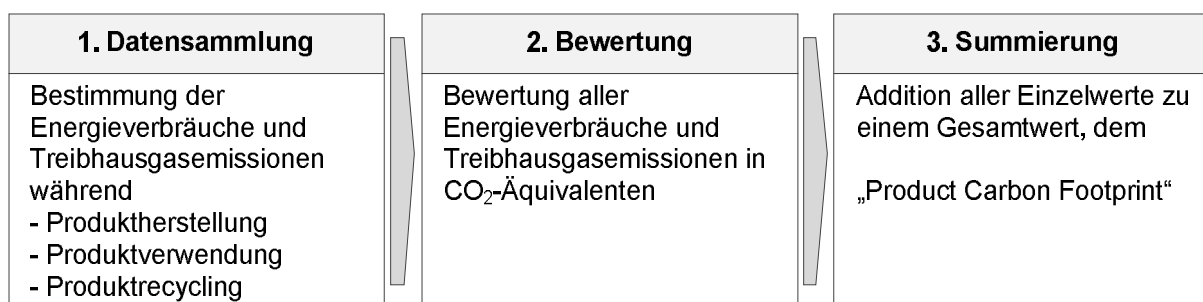 1. Datensammlung
Bestimmung der
Energieverbräuche und
Treibhausgasemissionen
während
- Produktherstellung
- Produktverwendung
- Produktrecycling
2. Bewertung
Bewertung aller
Energieverbräuche und
Treibhausgasemissionen in
CO₂-Äquivalenten
3. Summierung
Addition aller Einzelwerte zu
einem Gesamtwert, dem
„Product Carbon Footprint“